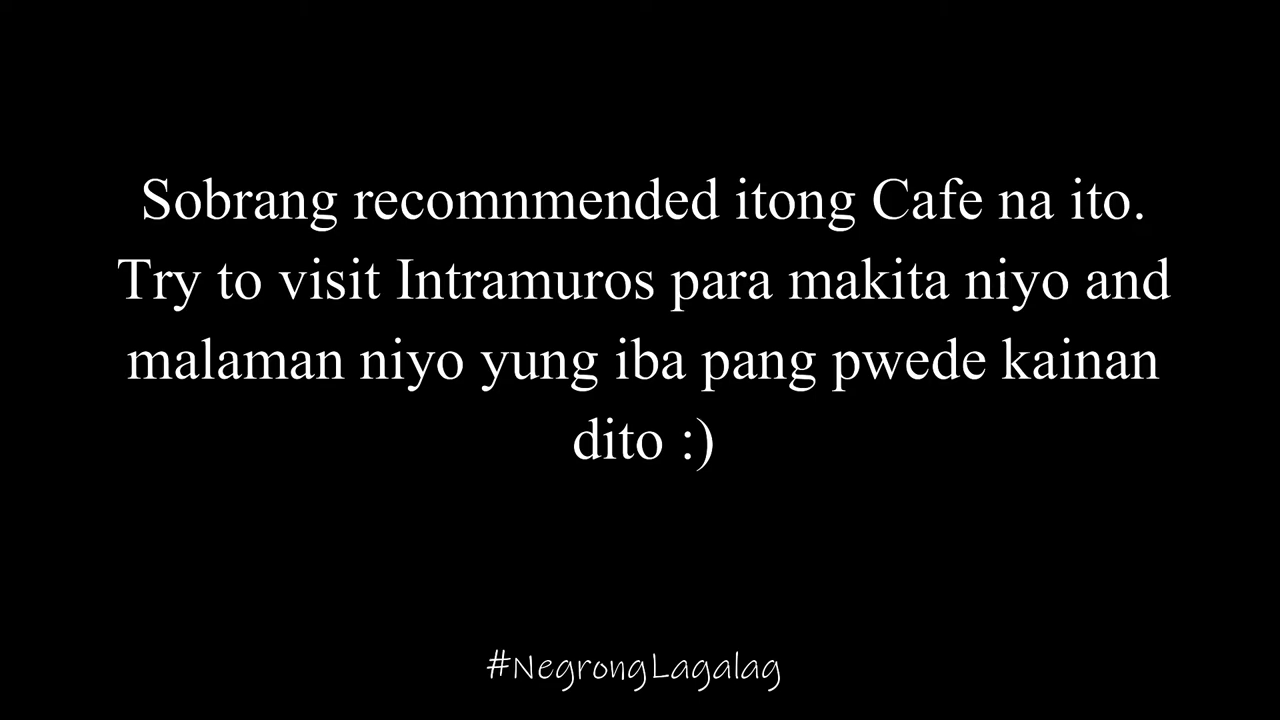 Sobrang recomnmended itong Cafe na ito.
Try to visit Intramuros para makita niyo and
malaman niyo yung iba pang pwede kainan
dito :)
#NegrongLagalag